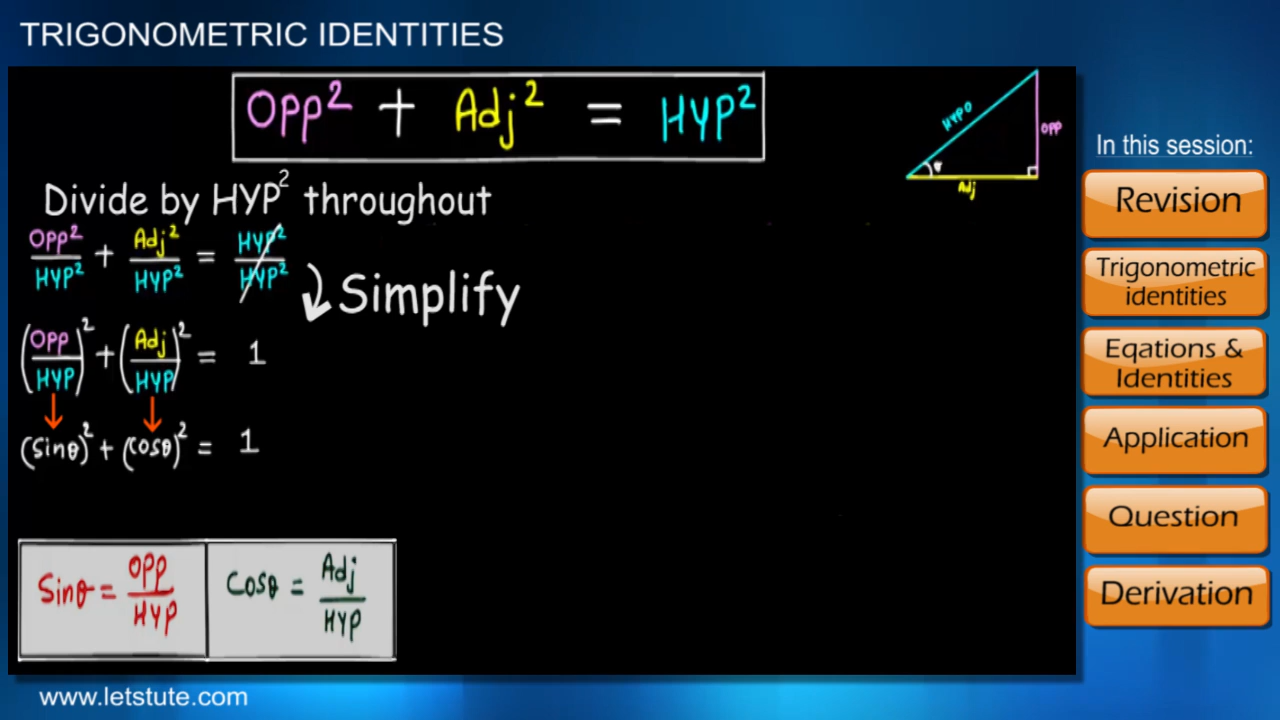 TRIGONOMETRIC IDENTITIES
Opp² + Adj² = HYP²
HYPO
OPP
Adj
θ
Divide by HYP² throughout
Opp²/HYP² + Adj²/HYP² = HYP²/HYP²
Simplify
(Opp/HYP)² + (Adj/HYP)² = 1
(Sinθ)² + (cosθ)² = 1
Sinθ = OPP/HYP
Cosθ = Adj/HYP
In this session:
Revision
Trigonometric
identities
Eqations &
Identities
Application
Question
Derivation
www.letstute.com